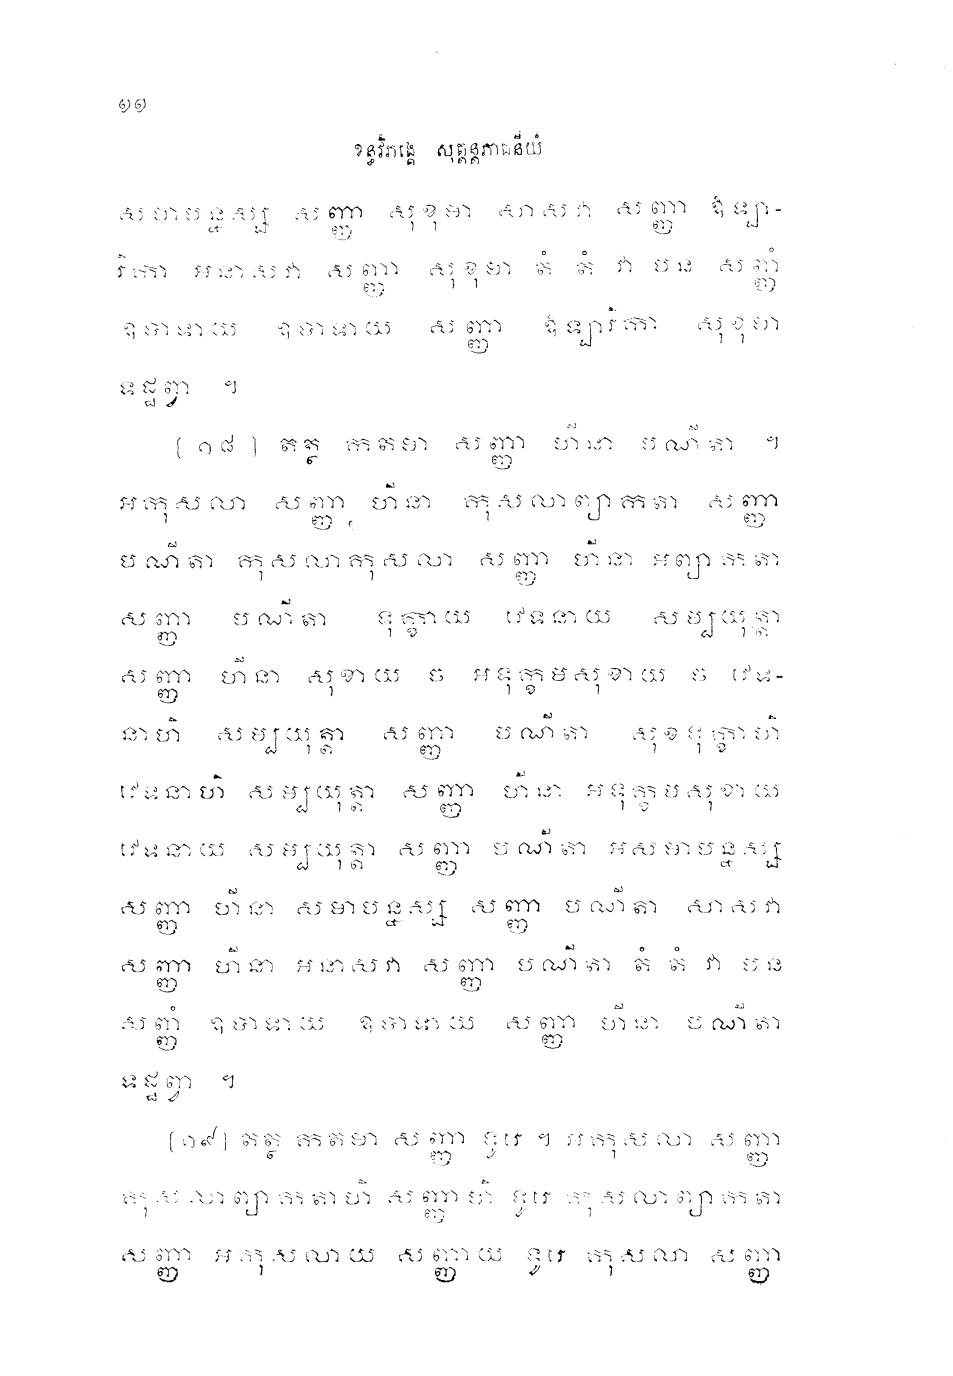 ១១
ខន្ធវិភង្គេ សុត្តន្តភាជនីយំ
សមាបន្នស្ស សញ្ញា សុខុមា សាសវា សញ្ញា ឱឡា-
រិកា អនាសវា សញ្ញា សុខុមា តំ តំ វា បន សញ្ញំ
ឧបាទាយ ឧបាទាយ សញ្ញា ឱឡារិកា សុខុមា
ទដ្ឋព្វា ។
(១៨) តត្ថ កតមា សញ្ញា ហីនា បណីតា ។
អកុសលា សញ្ញា ហីនា កុសលាព្យាកតា សញ្ញា
បណីតា កុសលាកុសលា សញ្ញា ហីនា អព្យាកតា
សញ្ញា បណីតា ទុក្ខាយ វេទនាយ សម្បយុត្តា
សញ្ញា ហីនា សុខាយ ច អទុក្ខមសុខាយ ច វេទ-
នាហិ សម្បយុត្តា សញ្ញា បណីតា សុខទុក្ខាហិ
វេទនាហិ សម្បយុត្តា សញ្ញា ហីនា អទុក្ខមសុខាយ
វេទនាយ សម្បយុត្តា សញ្ញា បណីតា អសមាបន្នស្ស
សញ្ញា ហីនា សមាបន្នស្ស សញ្ញា បណីតា សាសវា
សញ្ញា ហីនា អនាសវា សញ្ញា បណីតា តំ តំ វា បន
សញ្ញំ ឧបាទាយ ឧបាទាយ សញ្ញា ហីនា បណីតា
ទដ្ឋព្វា ។
(១៩) តត្ថ កតមា សញ្ញា ទូរេ ។ អកុសលា សញ្ញា
កុសលាព្យាកតាហិ សញ្ញាហិ ទូរេ កុសលាព្យាកតា
សញ្ញា អកុសលាយ សញ្ញាយ ទូរេ កុសលា សញ្ញា